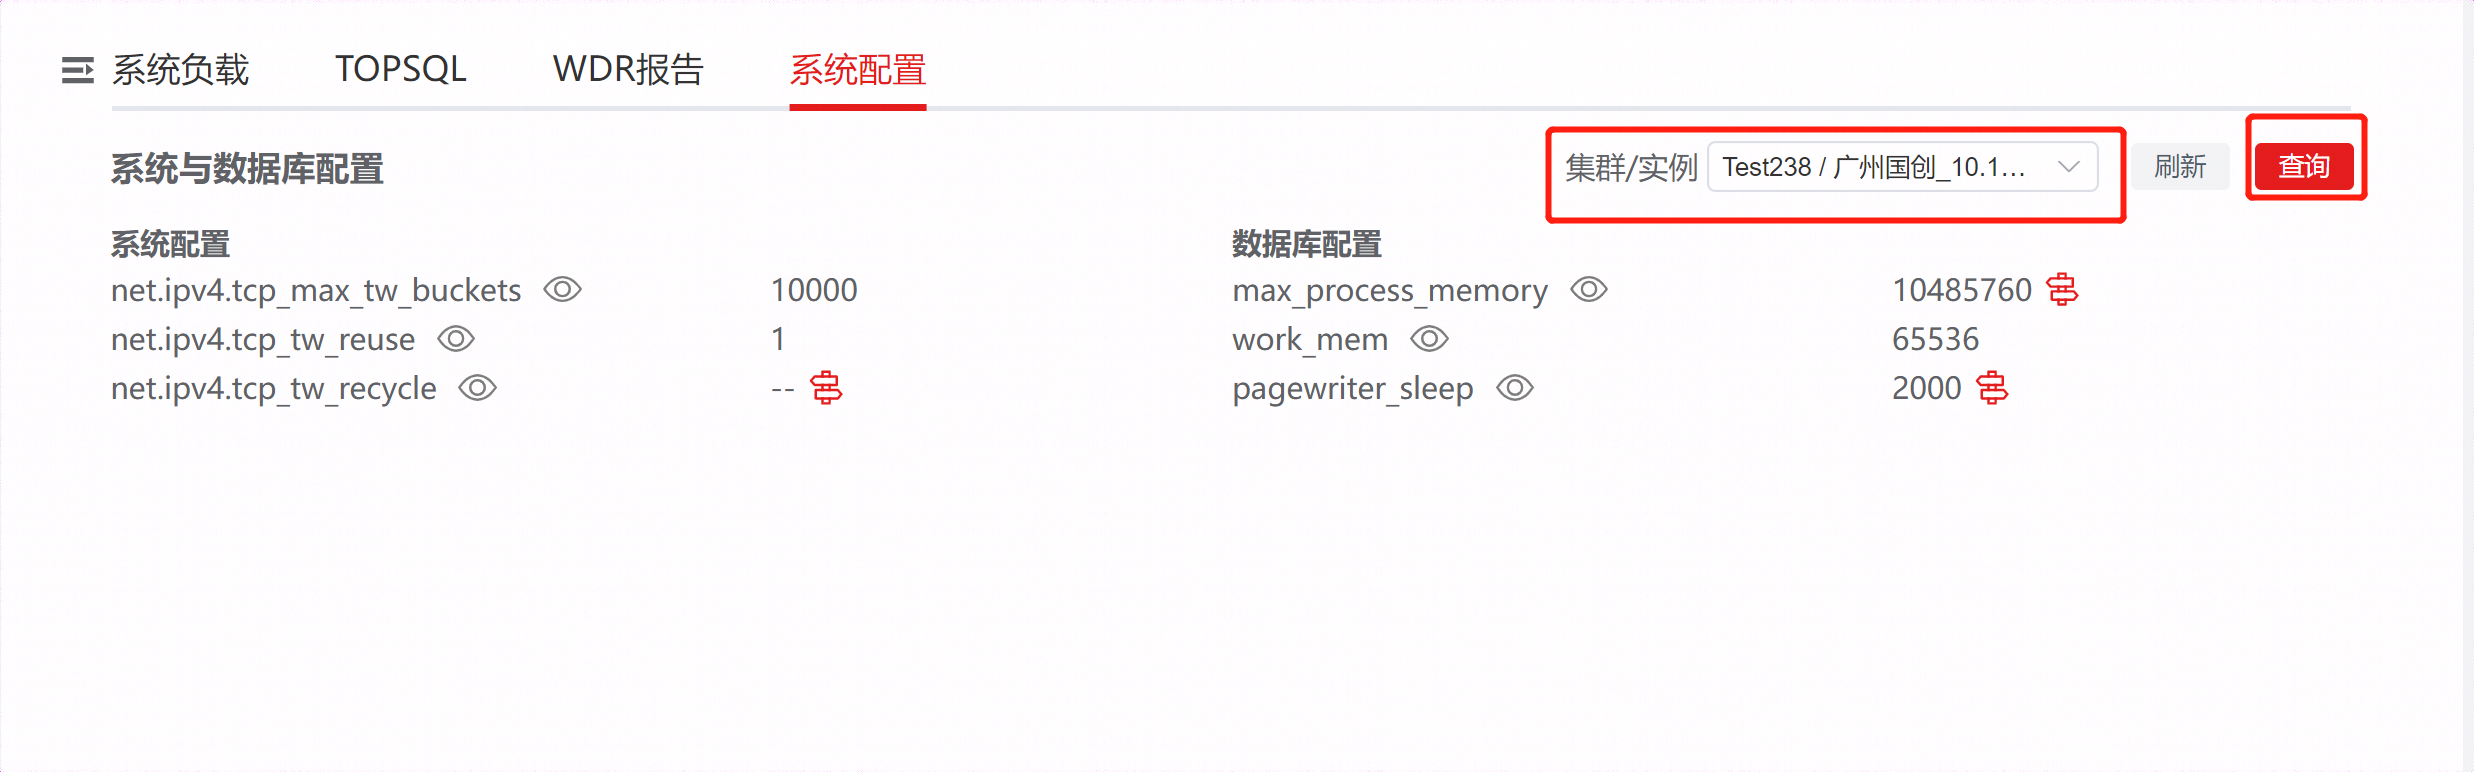 系统负载 TOPSQL WDR报告 系统配置
系统与数据库配置 集群/实例 Test238 / 广州国创_10.1... 刷新 查询
系统配置 数据库配置
net.ipv4.tcp_max_tw_buckets 10000 max_process_memory 10485760
net.ipv4.tcp_tw_reuse 1 work_mem 65536
net.ipv4.tcp_tw_recycle -- pagewriter_sleep 2000